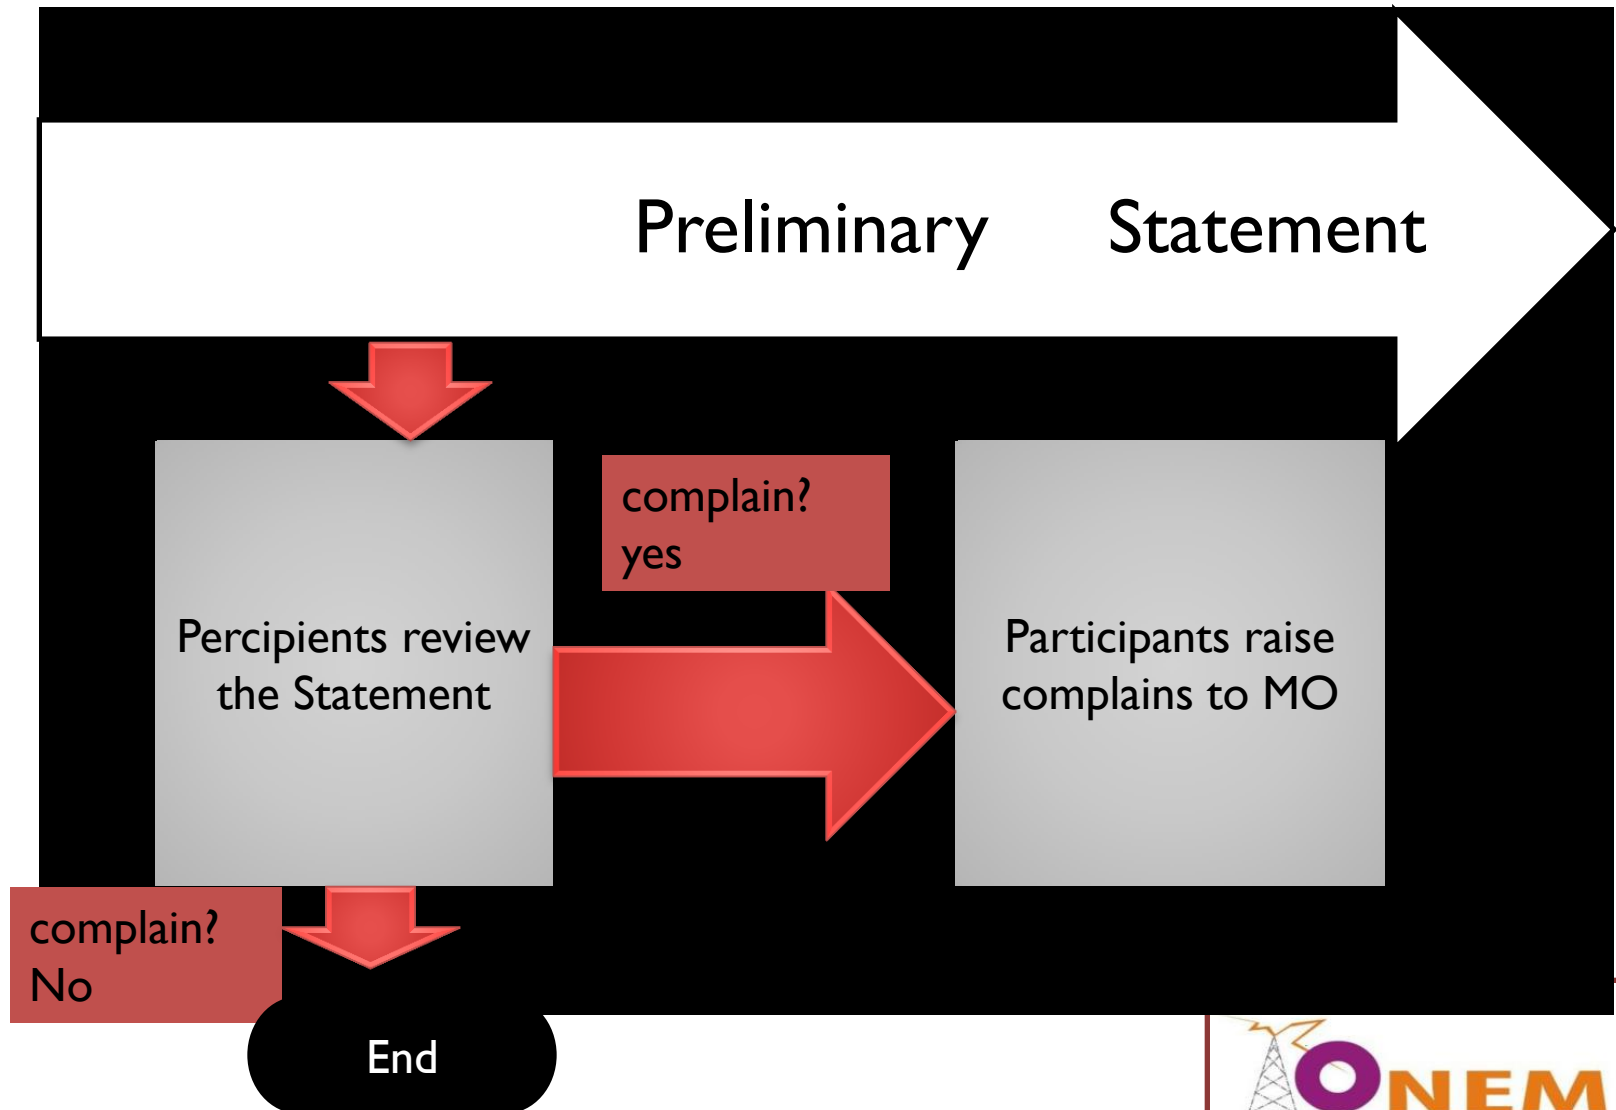 Preliminary Statement
complain?
yes
Percipients review
the Statement
Participants raise
complains to MO
complain?
No
End
ONEM